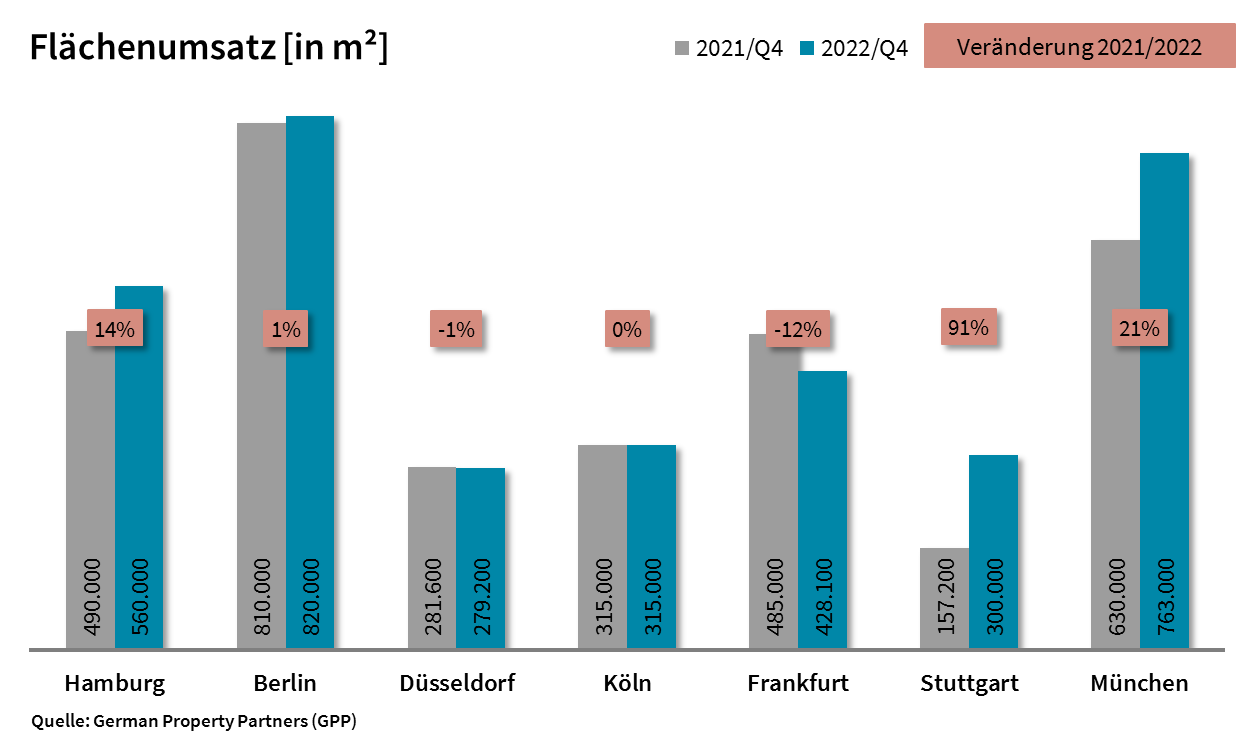 Flächenumsatz [in m²]
2021/Q4 2022/Q4 Veränderung 2021/2022
14% 1% -1% 0% -12% 91% 21%
490.000 560.000 810.000 820.000 281.600 279.200 315.000 315.000 485.000 428.100 157.200 300.000 630.000 763.000
Hamburg Berlin Düsseldorf Köln Frankfurt Stuttgart München
Quelle: German Property Partners (GPP)